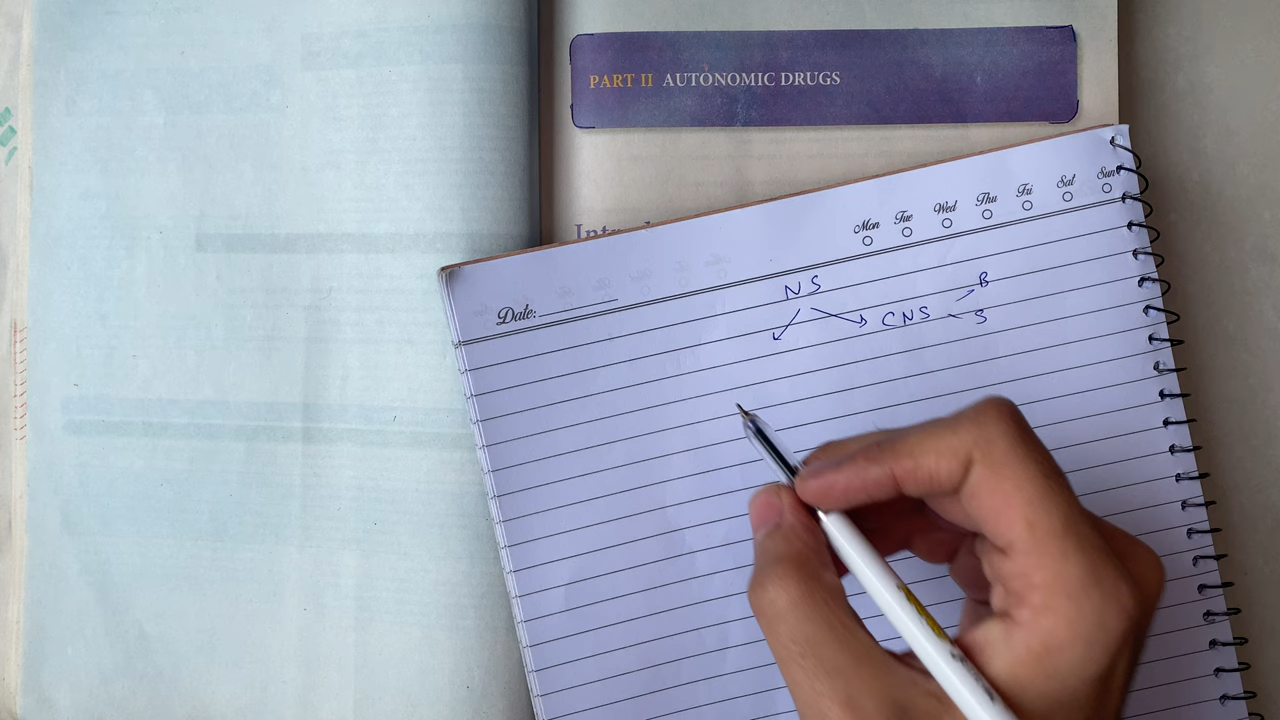 PART II AUTONOMIC DRUGS
Mon Tue Wed Thu Fri Sat Sun
Date:
NS
B
CNS
S